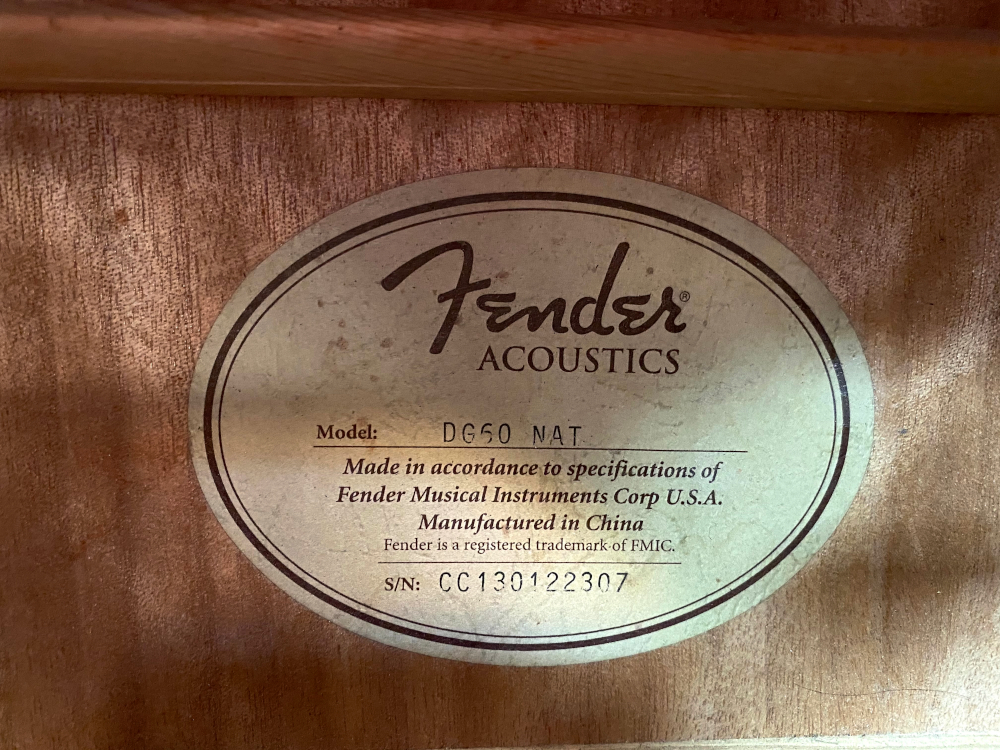 Fender®
ACOUSTICS
Model: DG60 NAT
Made in accordance to specifications of
Fender Musical Instruments Corp U.S.A.
Manufactured in China
Fender is a registered trademark of FMIC.
S/N: CC130122307